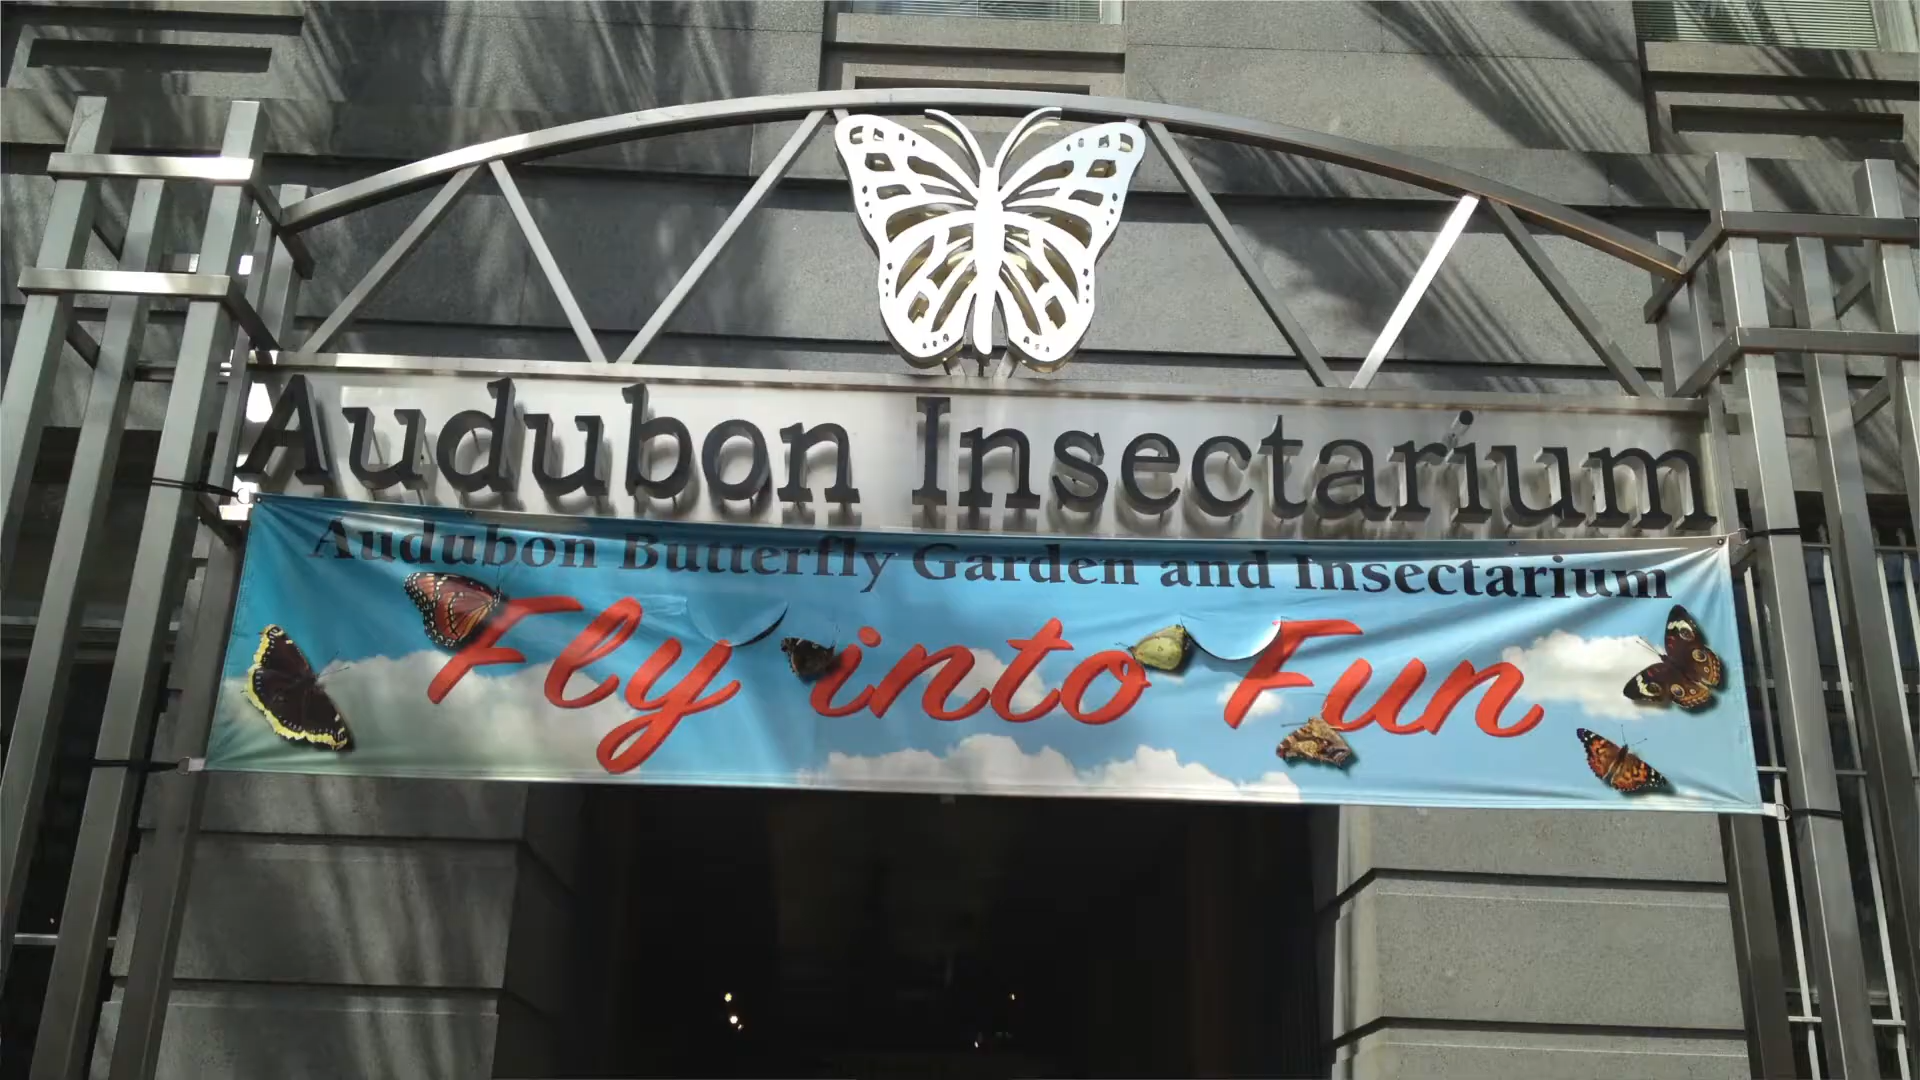 Audubon Insectarium
Audubon Butterfly Garden and Insectarium
Fly into Fun